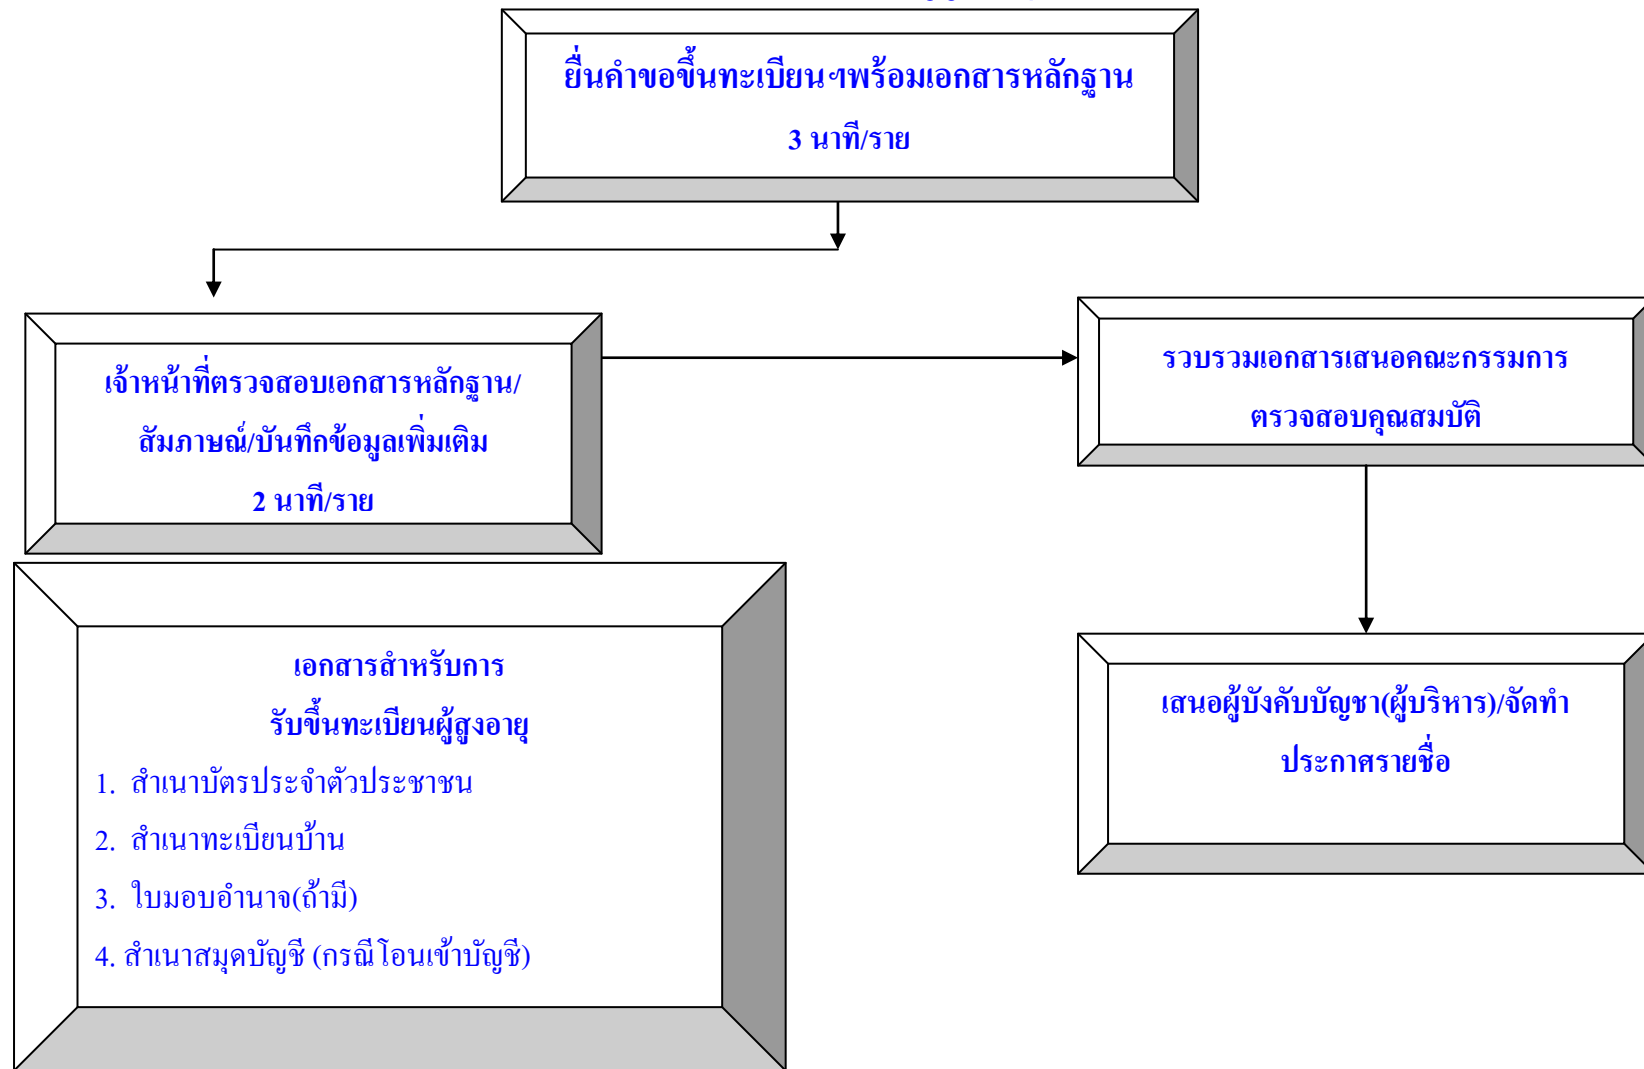 ยื่นคำขอขึ้นทะเบียนฯพร้อมเอกสารหลักฐาน
3 นาที/ราย
เจ้าหน้าที่ตรวจสอบเอกสารหลักฐาน/
สัมภาษณ์/บันทึกข้อมูลเพิ่มเติม
2 นาที/ราย
รวบรวมเอกสารเสนอคณะกรรมการ
ตรวจสอบคุณสมบัติ
เสนอผู้บังคับบัญชา(ผู้บริหาร)/จัดทำ
ประกาศรายชื่อ
เอกสารสำหรับการ
รับขึ้นทะเบียนผู้สูงอายุ
1. สำเนาบัตรประจำตัวประชาชน
2. สำเนาทะเบียนบ้าน
3. ใบมอบอำนาจ(ถ้ามี)
4. สำเนาสมุดบัญชี (กรณีโอนเข้าบัญชี)